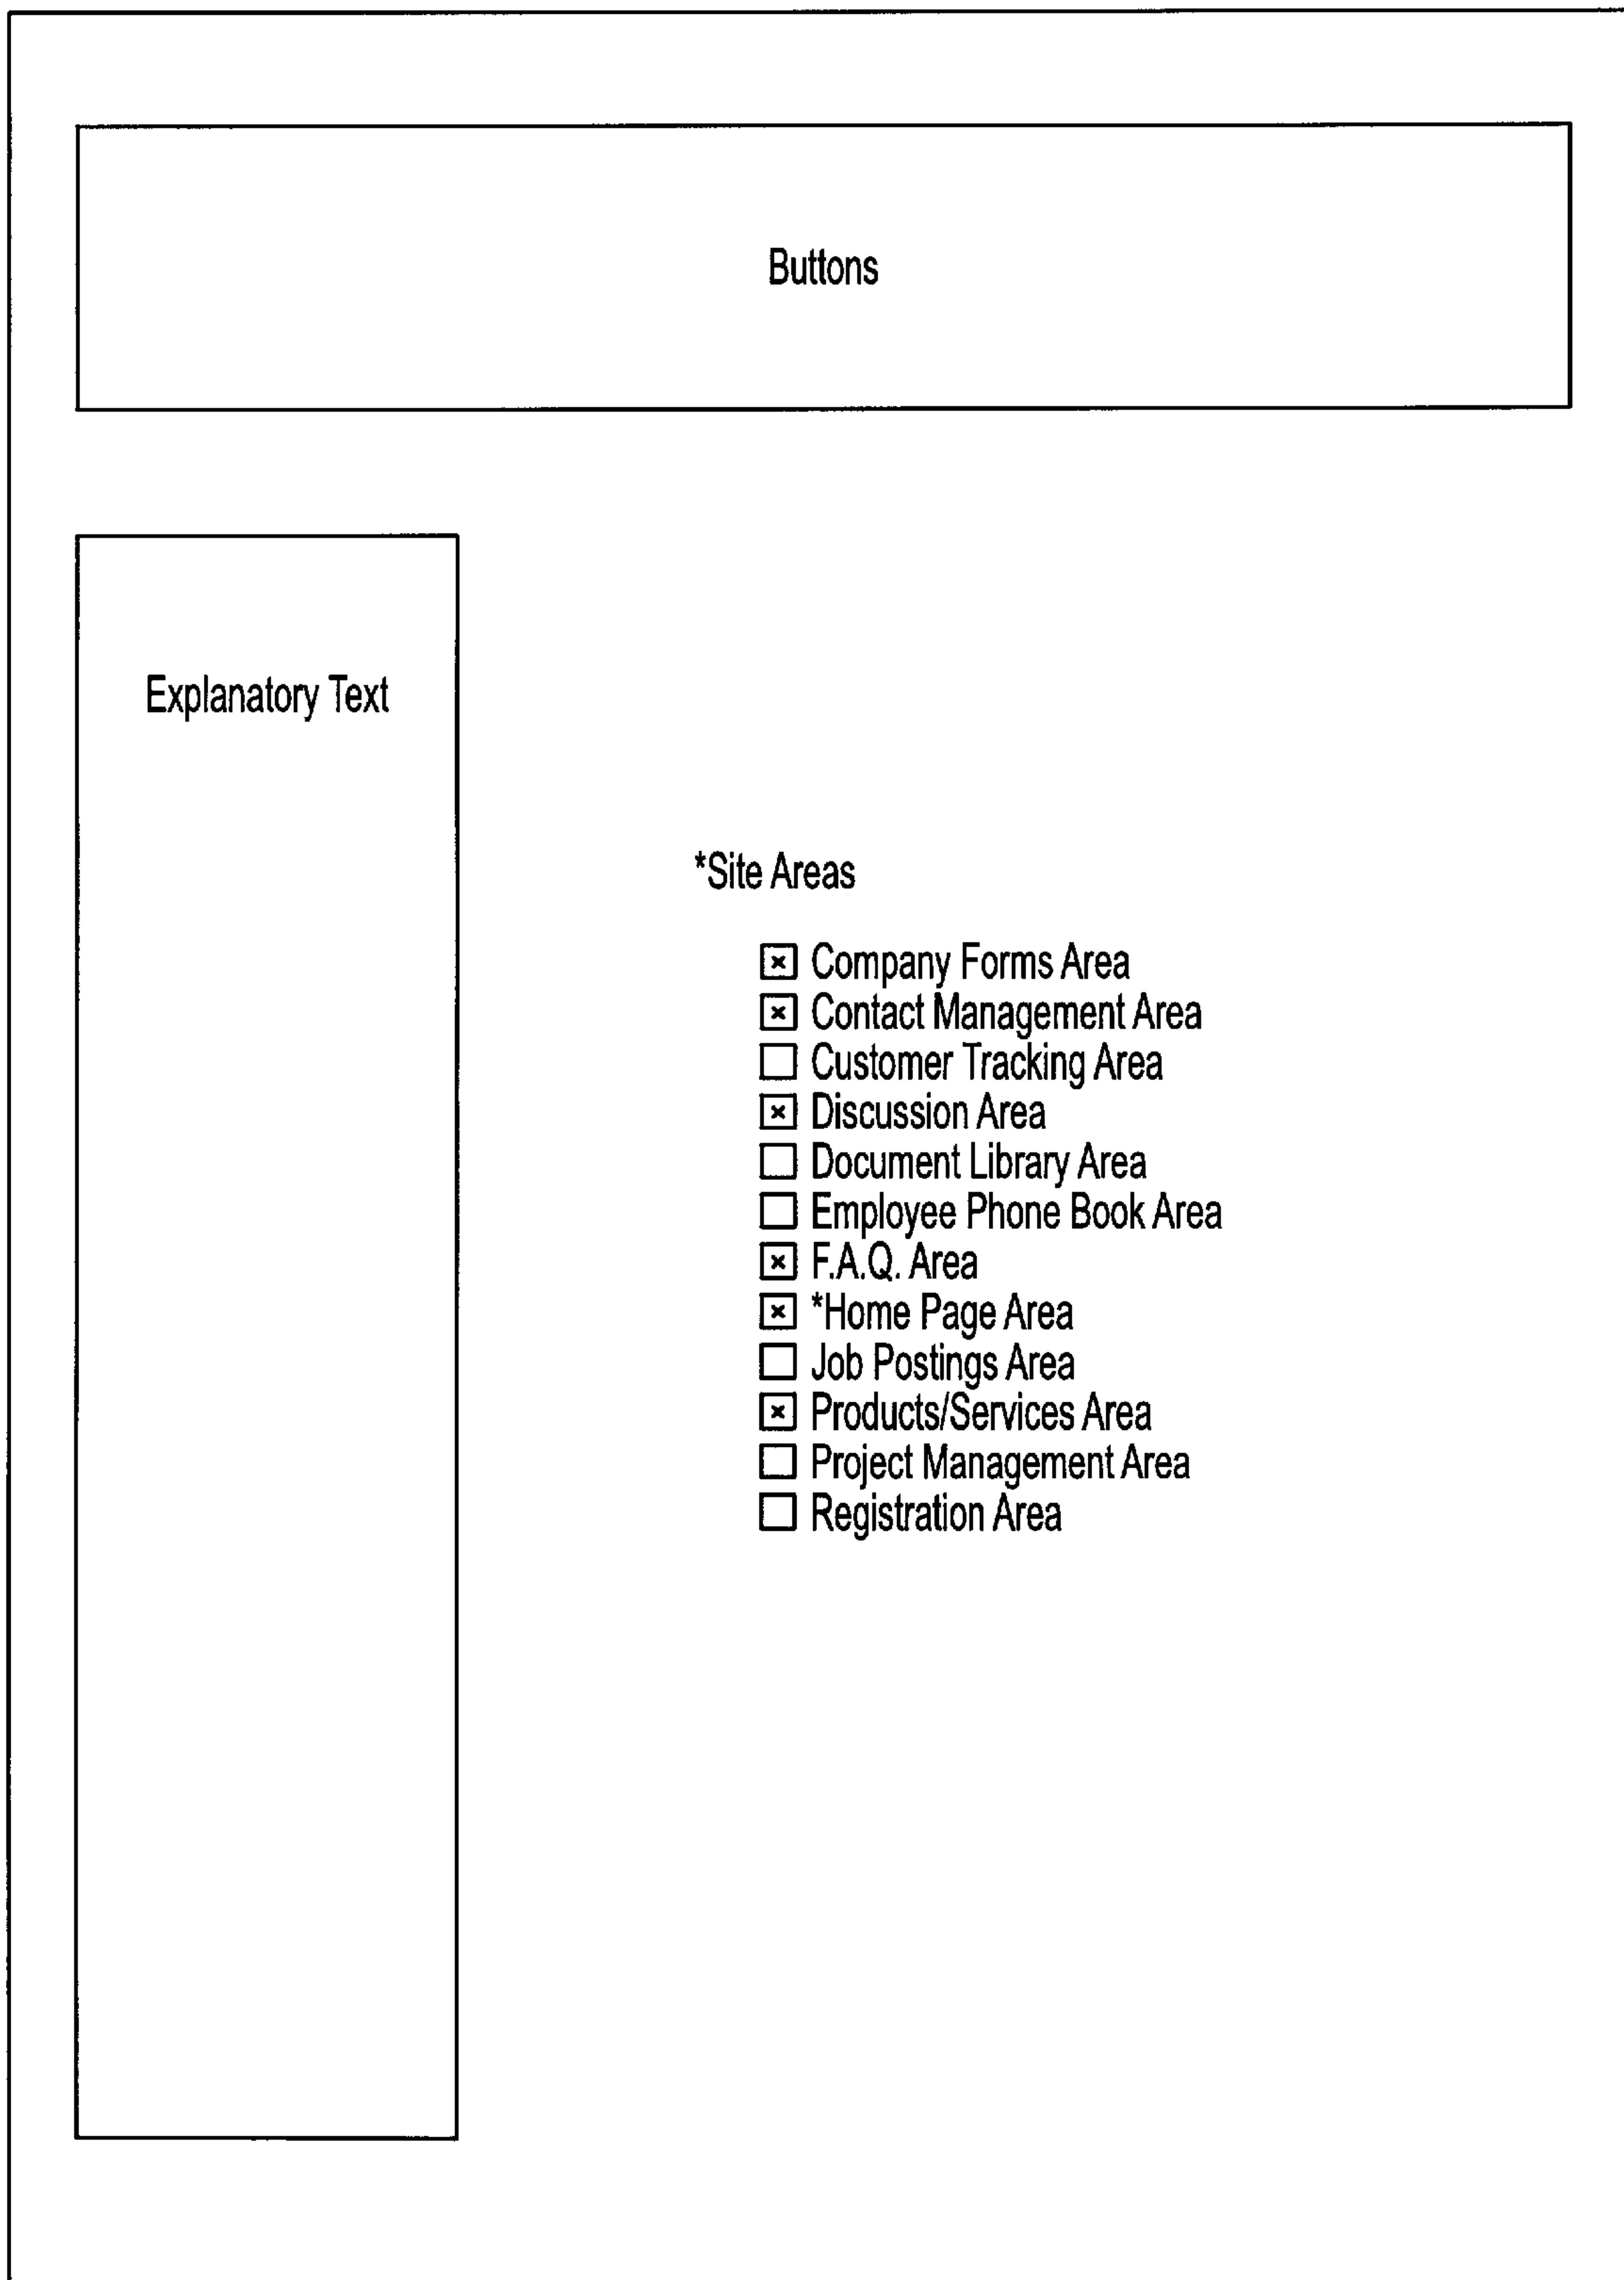 Buttons
Explanatory Text
*Site Areas
Company Forms Area
Contact Management Area
Customer Tracking Area
Discussion Area
Document Library Area
Employee Phone Book Area
F.A.Q. Area
*Home Page Area
Job Postings Area
Products/Services Area
Project Management Area
Registration Area